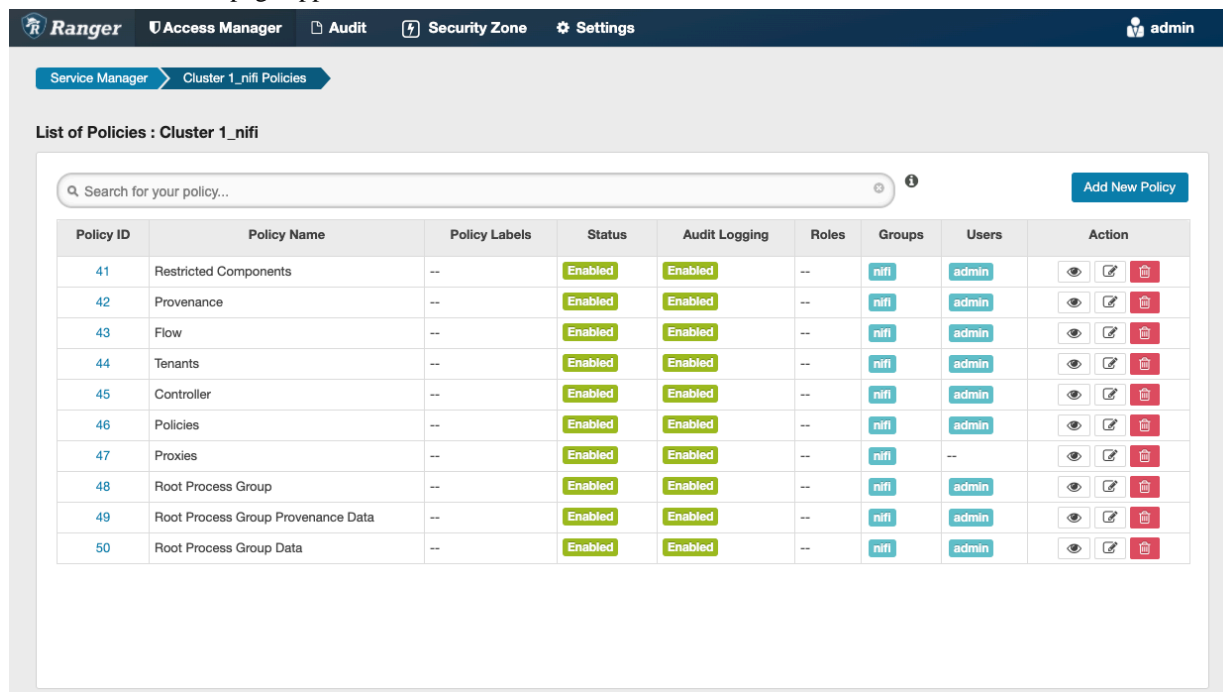 Ranger Access Manager Audit Security Zone Settings admin
Service Manager Cluster 1_nifi Policies
List of Policies : Cluster 1_nifi
Search for your policy... Add New Policy
Policy ID Policy Name Policy Labels Status Audit Logging Roles Groups Users Action
41 Restricted Components -- Enabled Enabled -- nifi admin
42 Provenance -- Enabled Enabled -- nifi admin
43 Flow -- Enabled Enabled -- nifi admin
44 Tenants -- Enabled Enabled -- nifi admin
45 Controller -- Enabled Enabled -- nifi admin
46 Policies -- Enabled Enabled -- nifi admin
47 Proxies -- Enabled Enabled -- nifi --
48 Root Process Group -- Enabled Enabled -- nifi admin
49 Root Process Group Provenance Data -- Enabled Enabled -- nifi admin
50 Root Process Group Data -- Enabled Enabled -- nifi admin